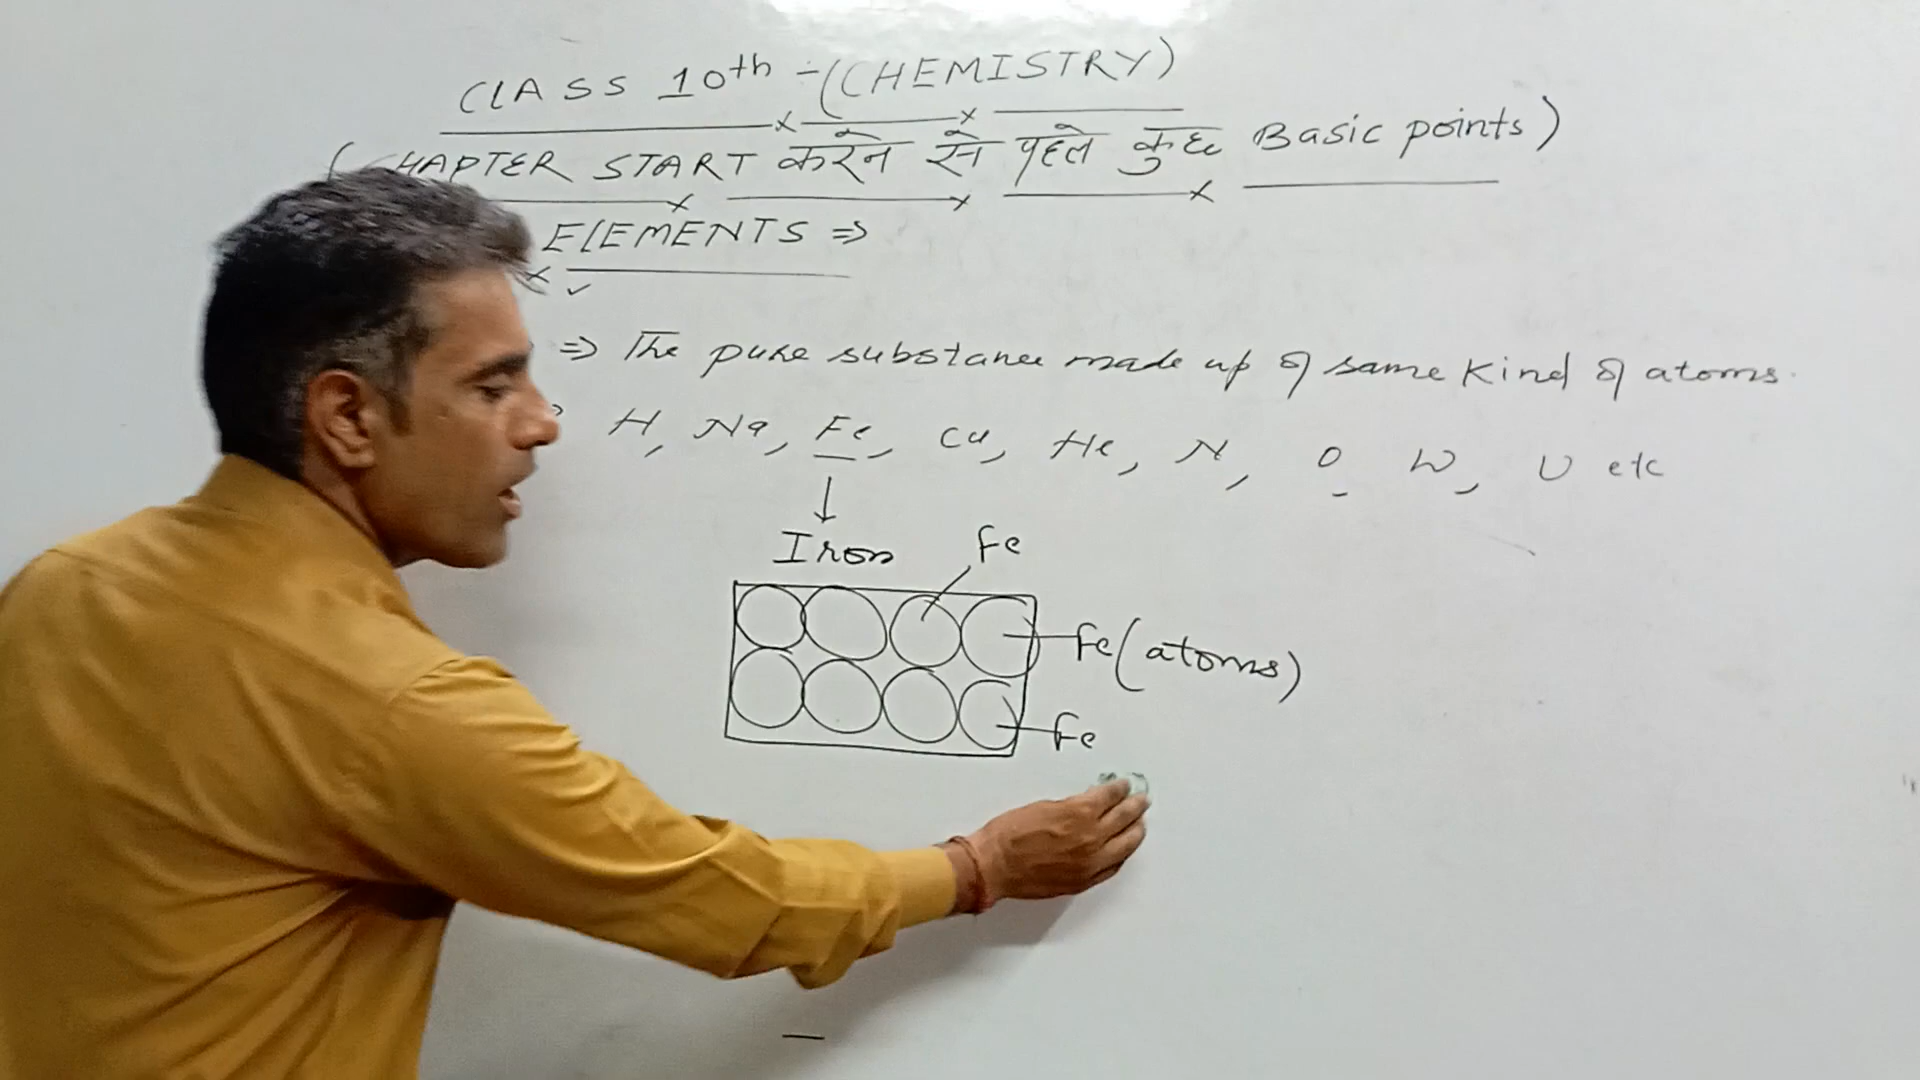 CLASS 10th - (CHEMISTRY)
(CHAPTER START करने से पहले कुछ Basic points)
ELEMENTS ⇒
⇒ The pure substance made up of same kind of atoms.
H, Na, Fe, Ca, He, N, O, W, U etc
↓
Iron
Fe
Fe (atoms)
Fe